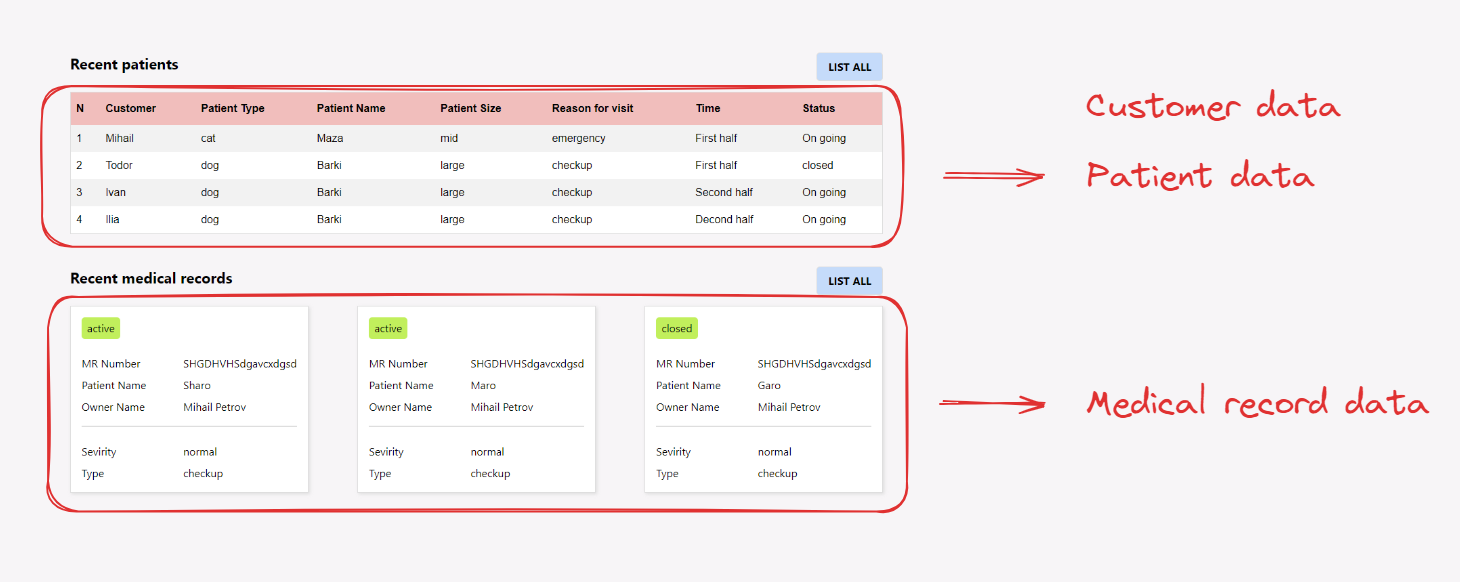 Recent patients
LIST ALL
N Customer Patient Type Patient Name Patient Size Reason for visit Time Status
1 Mihail cat Maza mid emergency First half On going
2 Todor dog Barki large checkup First half closed
3 Ivan dog Barki large checkup Second half On going
4 Ilia dog Barki large checkup Decond half On going
Customer data
Patient data
Recent medical records
LIST ALL
active
MR Number SHGDHVHSdgavcxdgsd
Patient Name Sharo
Owner Name Mihail Petrov
Sevirity normal
Type checkup
active
MR Number SHGDHVHSdgavcxdgsd
Patient Name Maro
Owner Name Mihail Petrov
Sevirity normal
Type checkup
closed
MR Number SHGDHVHSdgavcxdgsd
Patient Name Garo
Owner Name Mihail Petrov
Sevirity normal
Type checkup
Medical record data